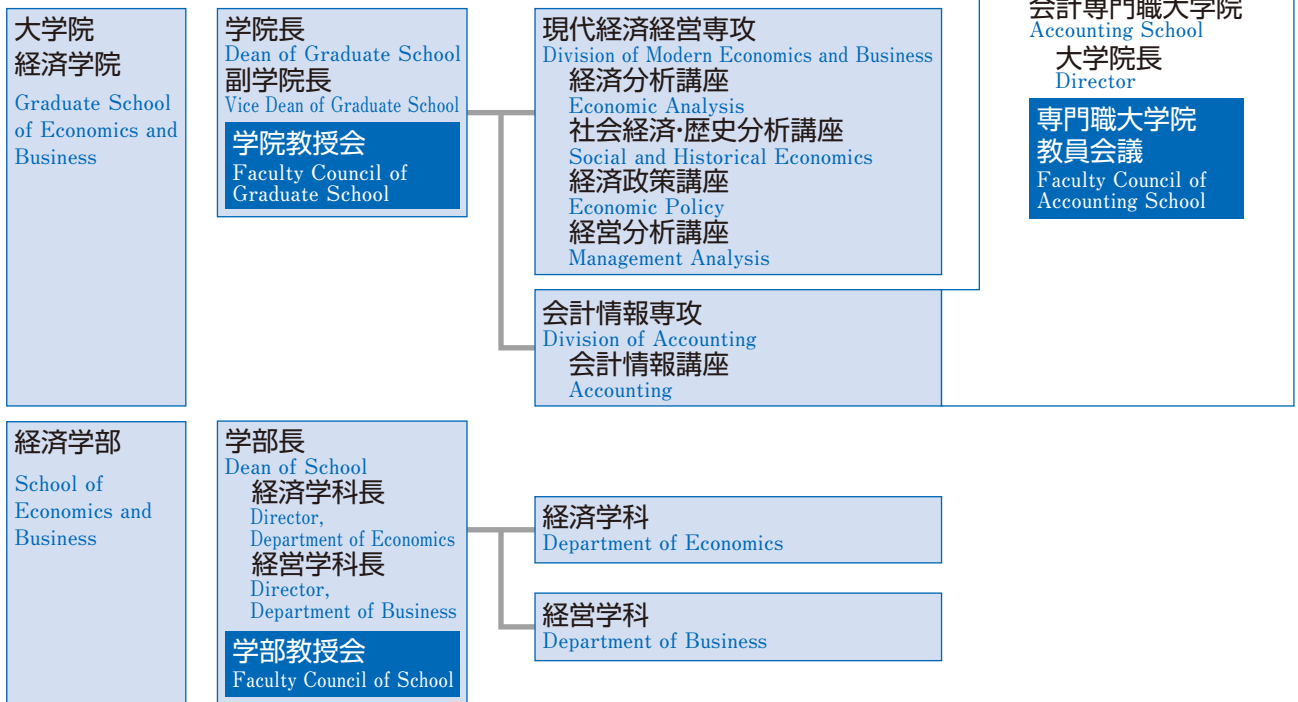 大学院
経済学院
Graduate School
of Economics and
Business
学院長
Dean of Graduate School
副学院長
Vice Dean of Graduate School
学院教授会
Faculty Council of
Graduate School
現代経済経営専攻
Division of Modern Economics and Business
経済分析講座
Economic Analysis
社会経済・歴史分析講座
Social and Historical Economics
経済政策講座
Economic Policy
経営分析講座
Management Analysis
会計情報専攻
Division of Accounting
会計情報講座
Accounting
会計専門職大学院
Accounting School
大学院長
Director
専門職大学院
教員会議
Faculty Council of
Accounting School
経済学部
School of
Economics and
Business
学部長
Dean of School
経済学科長
Director,
Department of Economics
経営学科長
Director,
Department of Business
学部教授会
Faculty Council of School
経済学科
Department of Economics
経営学科
Department of Business